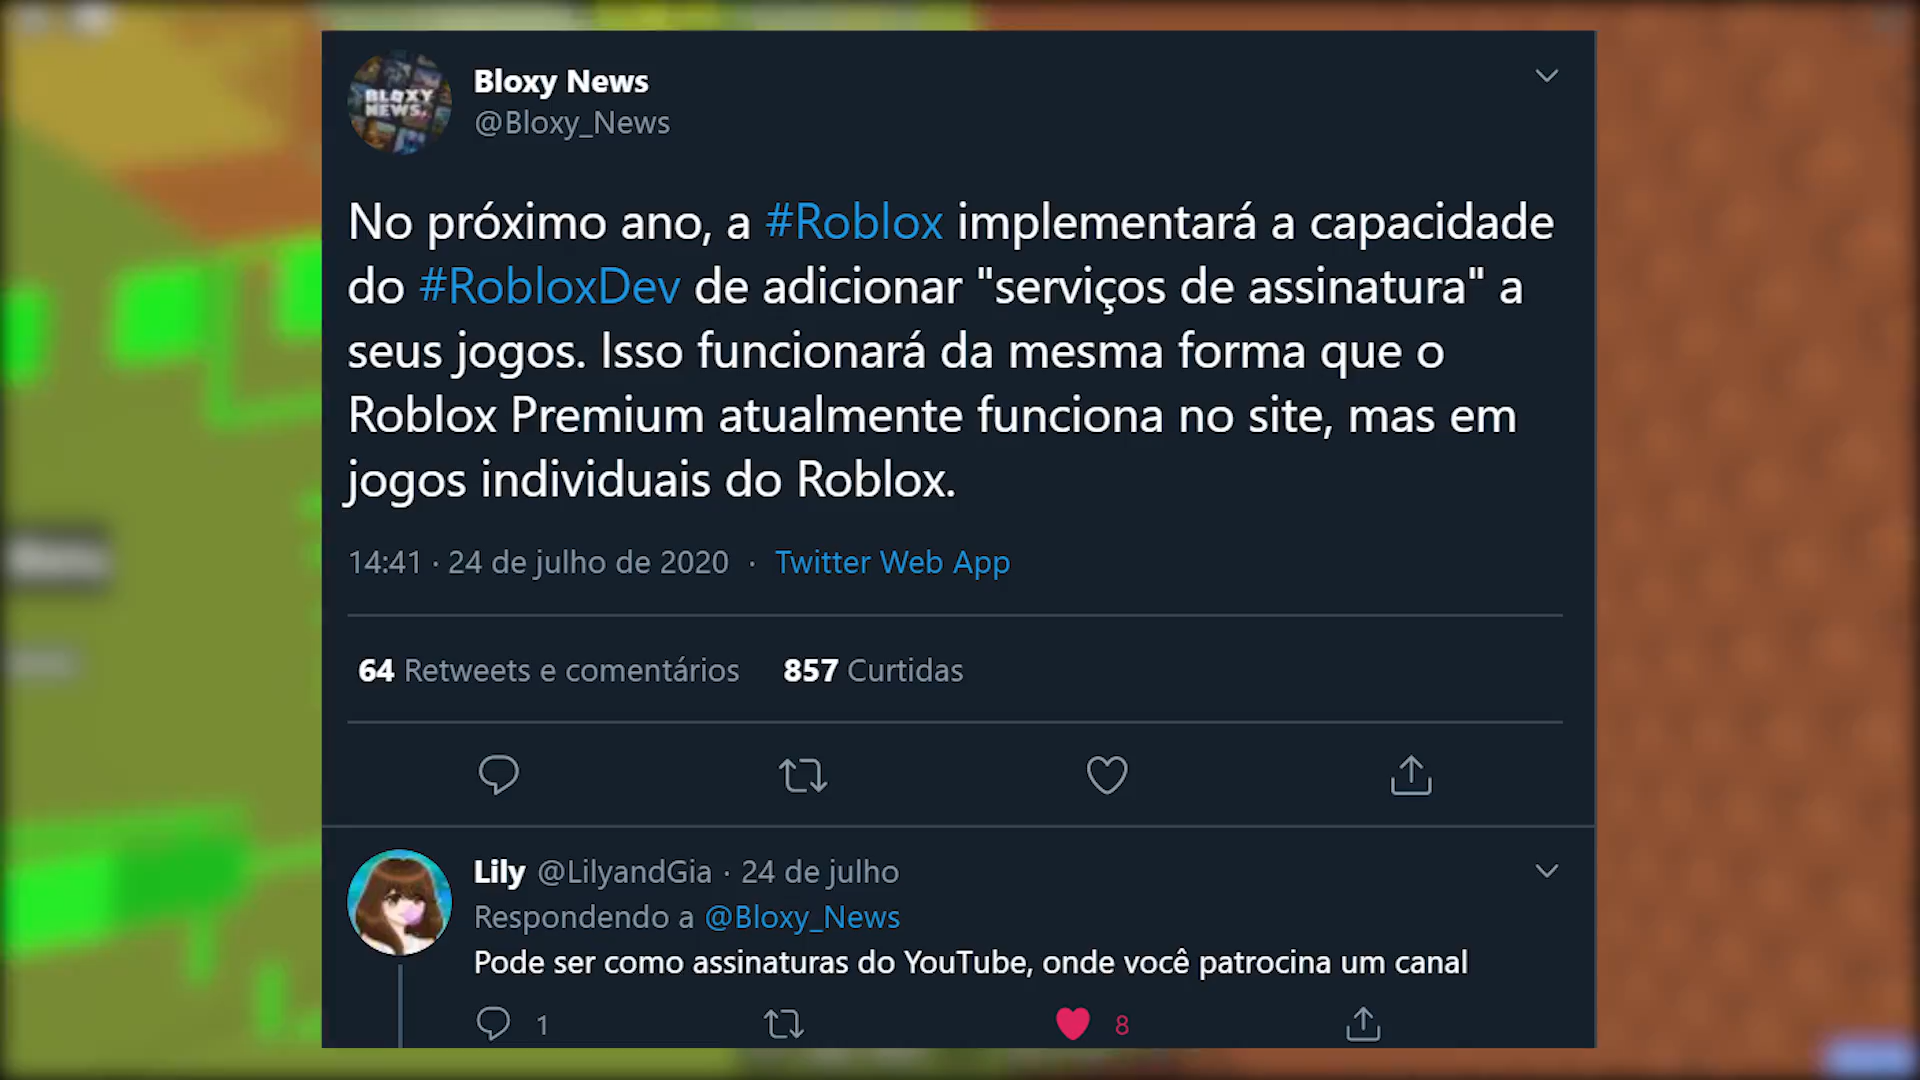 BLOXY
NEWS
Bloxy News
@Bloxy_News
No próximo ano, a #Roblox implementará a capacidade
do #RobloxDev de adicionar "serviços de assinatura" a
seus jogos. Isso funcionará da mesma forma que o
Roblox Premium atualmente funciona no site, mas em
jogos individuais do Roblox.
14:41 · 24 de julho de 2020 · Twitter Web App
64 Retweets e comentários 857 Curtidas
Lily @LilyandGia · 24 de julho
Respondendo a @Bloxy_News
Pode ser como assinaturas do YouTube, onde você patrocina um canal
1 8